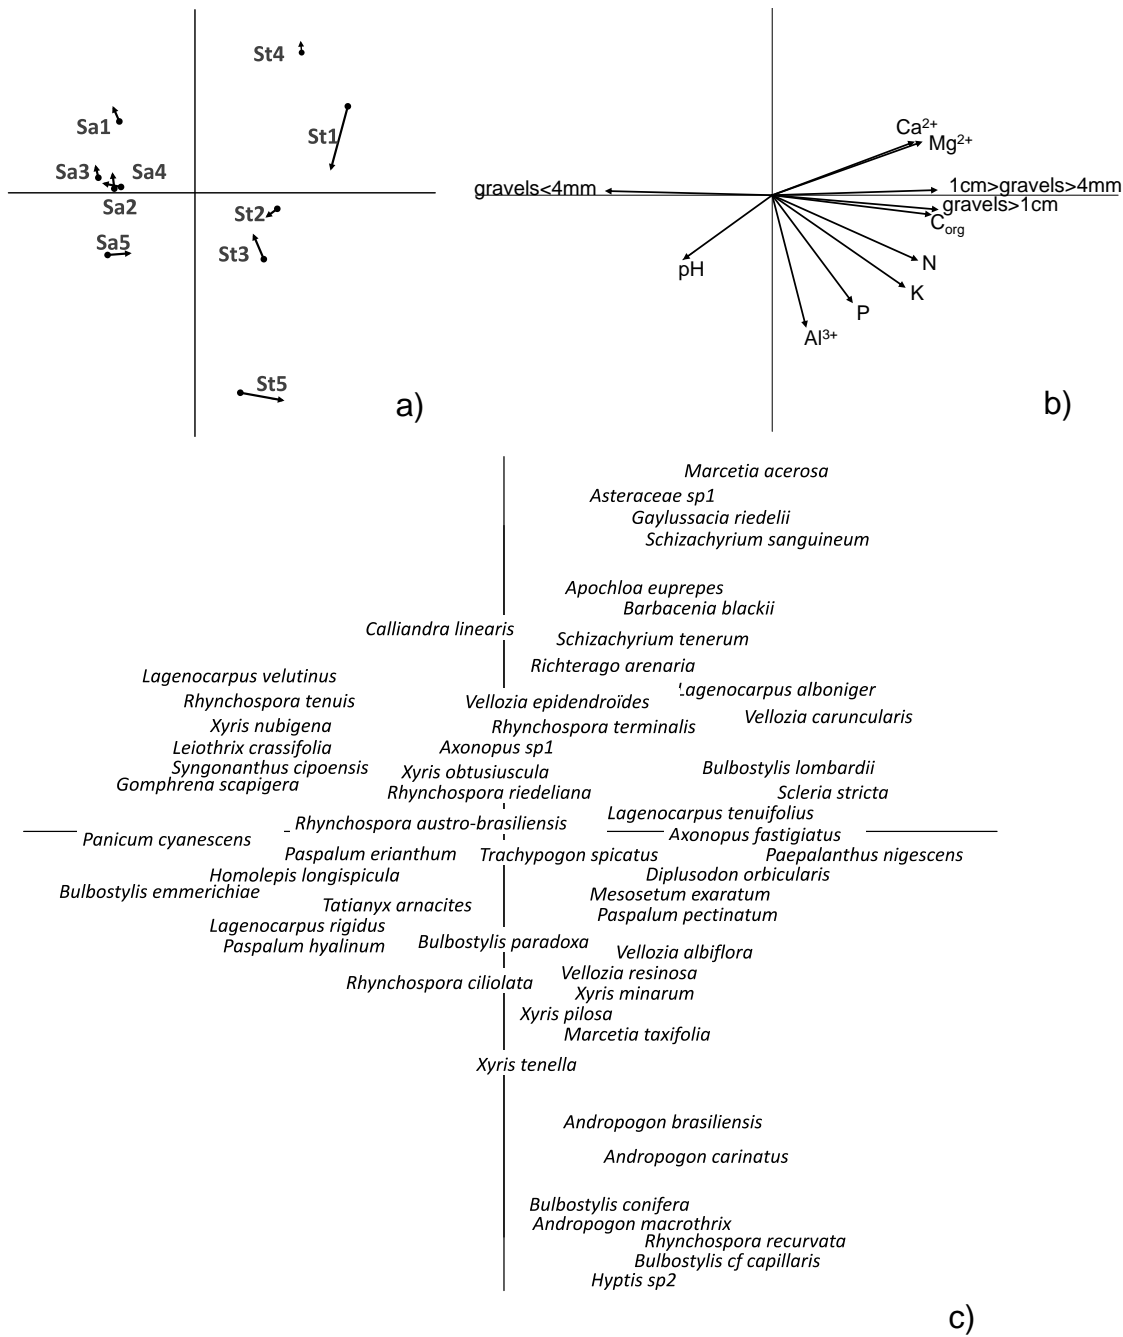 St4
Sa1
St1
Sa3
Sa4
Sa2
St2
Sa5
St3
St5
a)
Ca2+
Mg2+
gravels<4mm
1cm>gravels>4mm
gravels>1cm
Corg
pH
N
K
P
Al3+
b)
Marcetia acerosa
Asteraceae sp1
Gaylussacia riedelii
Schizachyrium sanguineum
Apochloa euprepes
Barbacenia blackii
Calliandra linearis
Schizachyrium tenerum
Richterago arenaria
Lagenocarpus velutinus
Lagenocarpus alboniger
Rhynchospora tenuis
Vellozia epidendroïdes
Vellozia caruncularis
Xyris nubigena
Rhynchospora terminalis
Leiothrix crassifolia
Axonopus sp1
Syngonanthus cipoensis
Xyris obtusiuscula
Bulbostylis lombardii
Gomphrena scapigera
Rhynchospora riedeliana
Scleria stricta
Lagenocarpus tenuifolius
Rhynchospora austro-brasiliensis
Axonopus fastigiatus
Panicum cyanescens
Paspalum erianthum
Trachypogon spicatus
Paepalanthus nigescens
Homolepis longispicula
Diplusodon orbicularis
Bulbostylis emmerichiae
Mesosetum exaratum
Tatianyx arnacites
Paspalum pectinatum
Lagenocarpus rigidus
Paspalum hyalinum
Bulbostylis paradoxa
Vellozia albiflora
Vellozia resinosa
Rhynchospora ciliolata
Xyris minarum
Xyris pilosa
Marcetia taxifolia
Xyris tenella
Andropogon brasiliensis
Andropogon carinatus
Bulbostylis conifera
Andropogon macrothrix
Rhynchospora recurvata
Bulbostylis cf capillaris
Hyptis sp2
c)